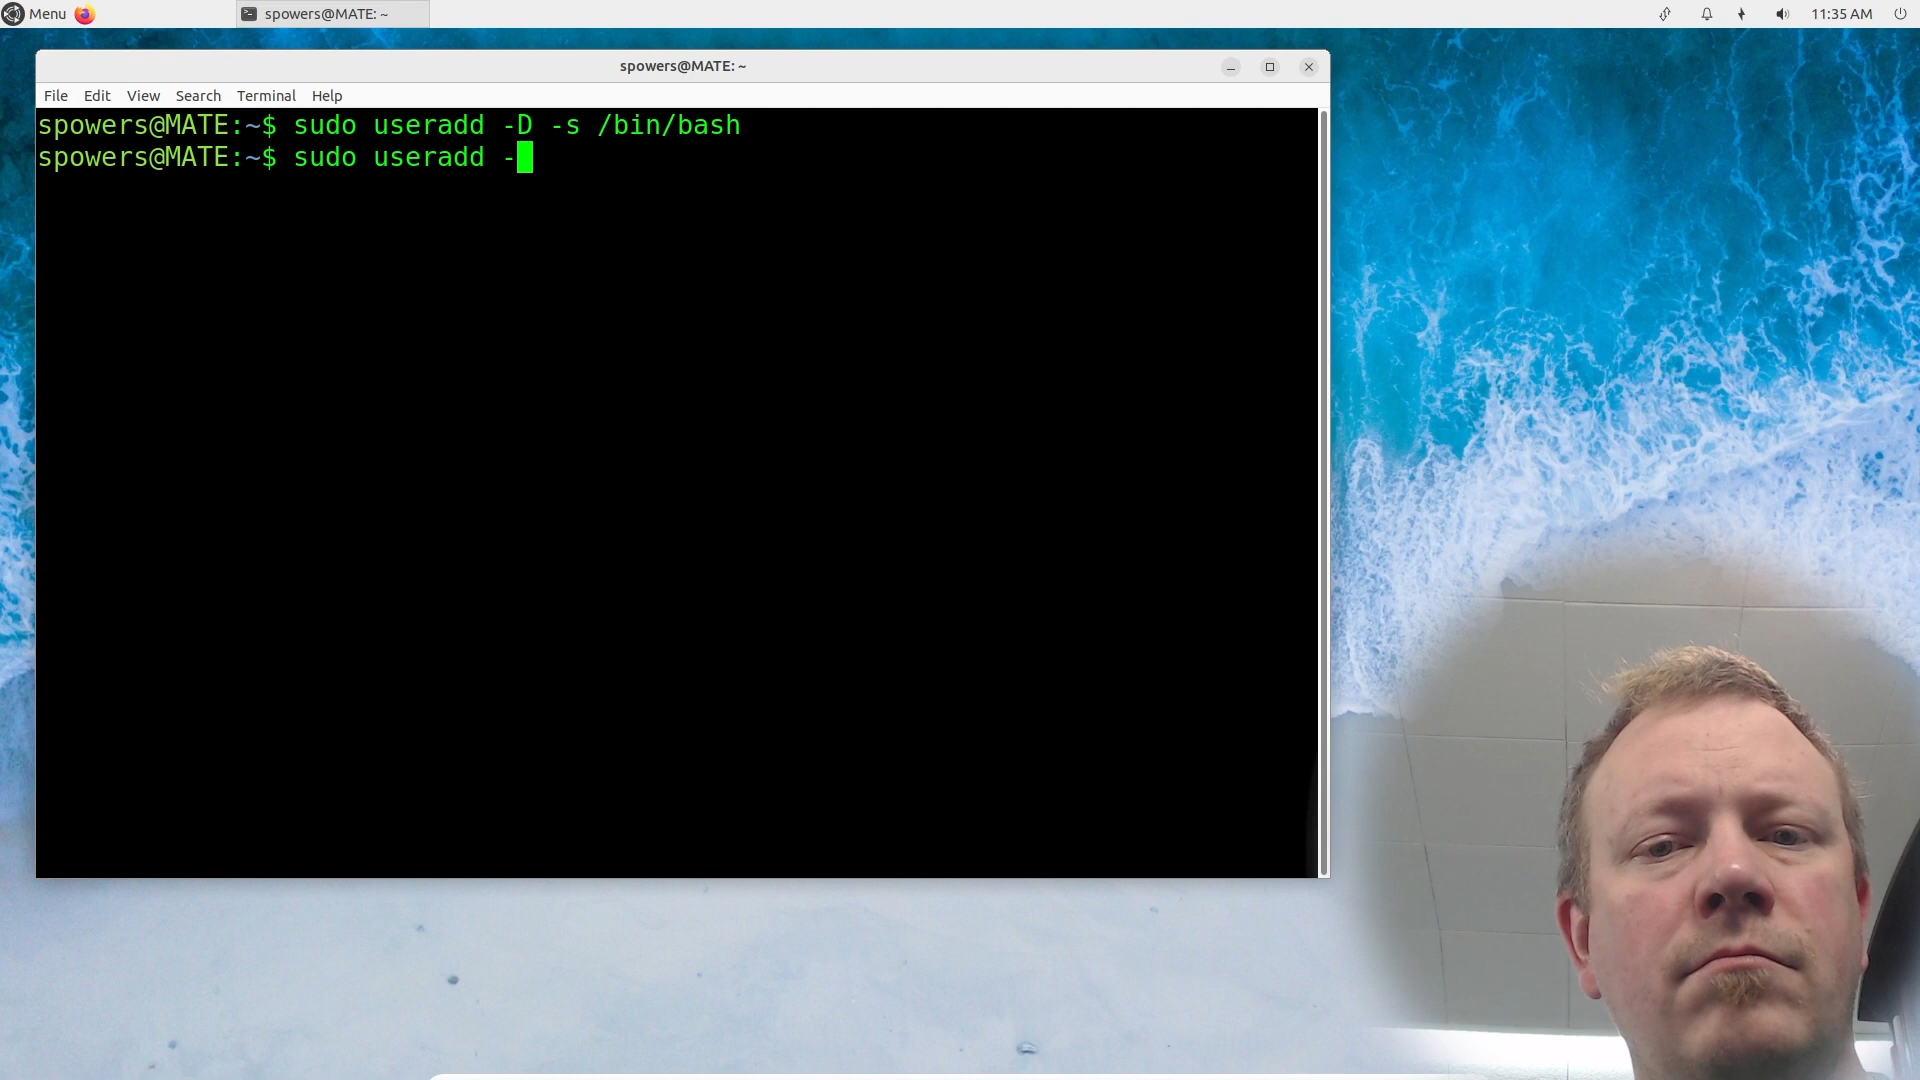 Menu
spowers@MATE: ~
11:35 AM
spowers@MATE: ~
File Edit View Search Terminal Help
spowers@MATE:~$ sudo useradd -D -s /bin/bash
spowers@MATE:~$ sudo useradd -